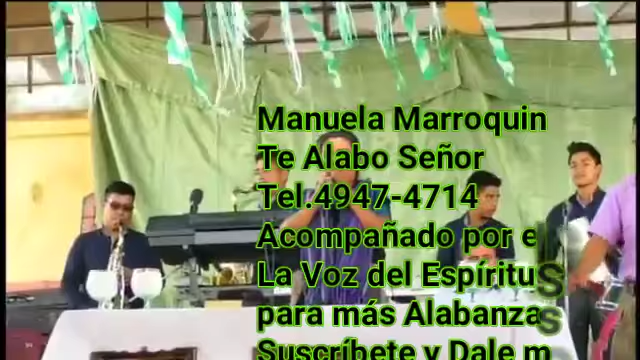 Manuela Marroquin
Te Alabo Señor
Tel.4947-4714
Acompañado por e
La Voz del Espíritu
para más Alabanza
Suscríbete y Dale m